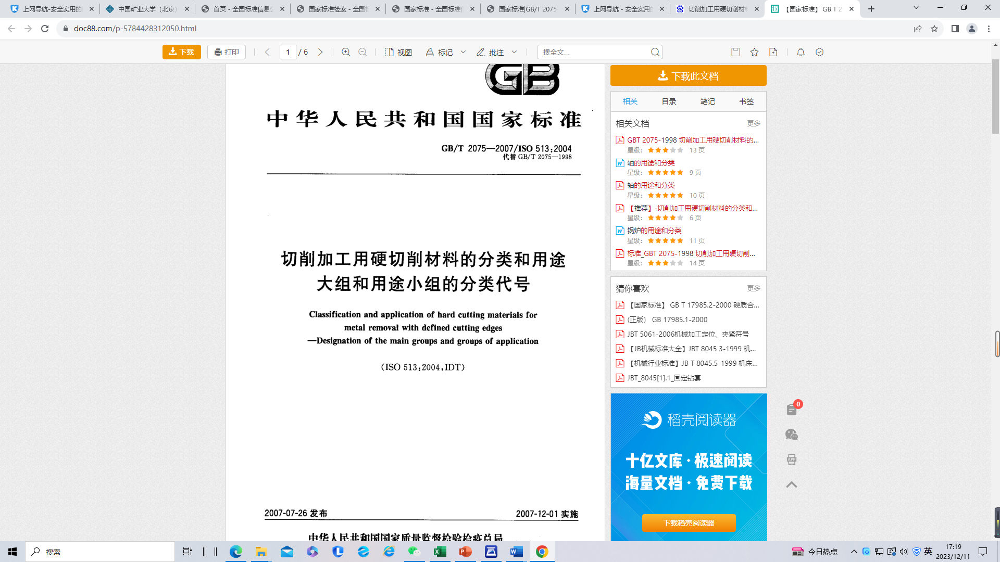 上网导航-安全实用的
中国矿业大学（北京）
首页 - 全国标准信息
国家标准检索 - 全国
国家标准 - 全国标准
国家标准|GB/T 2075
上网导航 - 安全实用
切削加工用硬切削材
【国家标准】 GB T 2
doc88.com/p-5784428312050.html
下载
打印
1 / 6
视图
标记
批注
搜全文...
GB
中华人民共和国国家标准
GB/T 2075—2007/ISO 513:2004
代替 GB/T 2075—1998
切削加工用硬切削材料的分类和用途
大组和用途小组的分类代号
Classification and application of hard cutting materials for
metal removal with defined cutting edges
—Designation of the main groups and groups of application
（ISO 513:2004,IDT）
2007-07-26 发布
2007-12-01 实施
中华人民共和国国家质量监督检验检疫总局
下载此文档
相关
目录
笔记
书签
相关文档
更多
GBT 2075-1998 切削加工用硬切削材料的...
星级： 13 页
轴的用途和分类
星级： 9 页
轴的用途和分类
星级： 10 页
【推荐】-切削加工用硬切削材料的分类和...
星级： 6 页
锅炉的用途和分类
星级： 11 页
标准_GBT 2075-1998 切削加工用硬切削...
星级： 14 页
猜你喜欢
更多
【国家标准】 GB T 17985.2-2000 硬质合...
(正版） GB 17985.1-2000
JBT 5061-2006机械加工定位、夹紧符号
【JB机械标准大全】JBT 8045 3-1999 机...
【机械行业标准】JB T 8045.5-1999 机床...
JBT_8045[1].1_固定钻套
稻壳阅读器
十亿文库·极速阅读
海量文档·免费下载
下载稻壳阅读器
0
APP
搜索
今日热点
英
17:19
2023/12/11